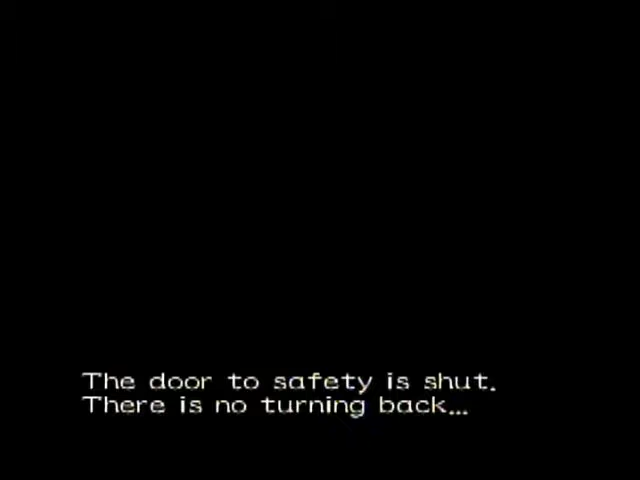 The door to safety is shut.
There is no turning back...